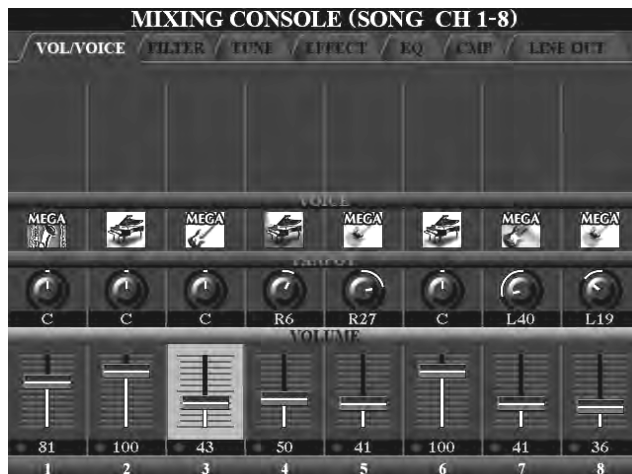 MIXING CONSOLE (SONG CH 1-8)
VOL/VOICE FILTER TUNE EFFECT EQ CMP LINE OUT
VOICE
MEGA MEGA MEGA MEGA MEGA
PANPOT
C C C R6 R27 C L40 L19
VOLUME
81 100 43 50 41 100 41 36
1 2 3 4 5 6 7 8